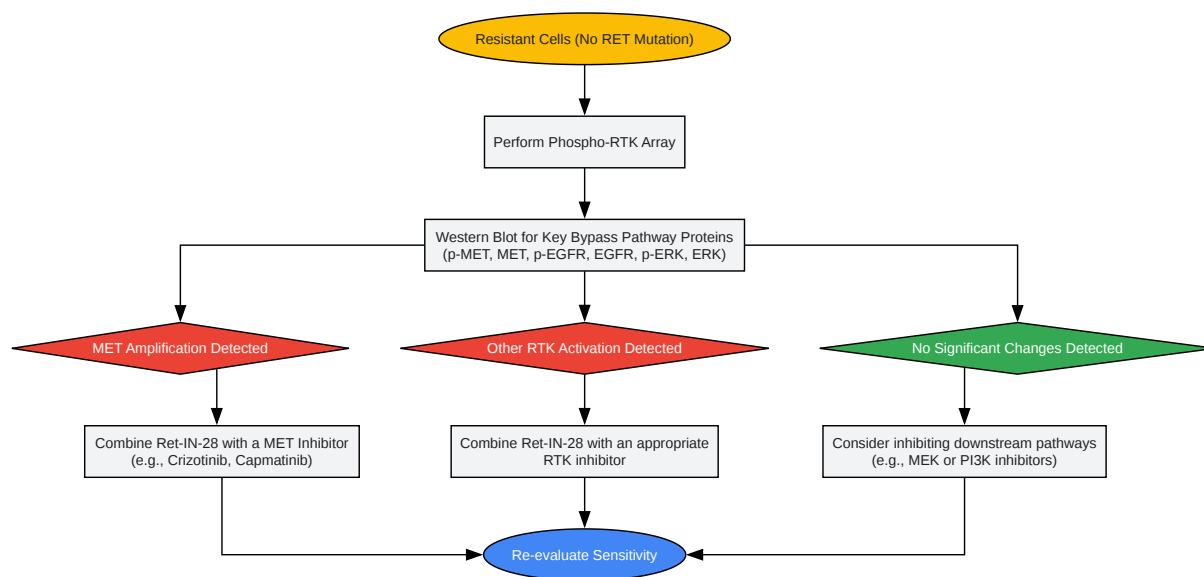 Resistant Cells (No RET Mutation)
Perform Phospho-RTK Array
Western Blot for Key Bypass Pathway Proteins
(p-MET, MET, p-EGFR, EGFR, p-ERK, ERK)
MET Amplification Detected
Other RTK Activation Detected
No Significant Changes Detected
Combine Ret-IN-28 with a MET Inhibitor
(e.g., Crizotinib, Capmatinib)
Combine Ret-IN-28 with an appropriate
RTK inhibitor
Consider inhibiting downstream pathways
(e.g., MEK or PI3K inhibitors)
Re-evaluate Sensitivity